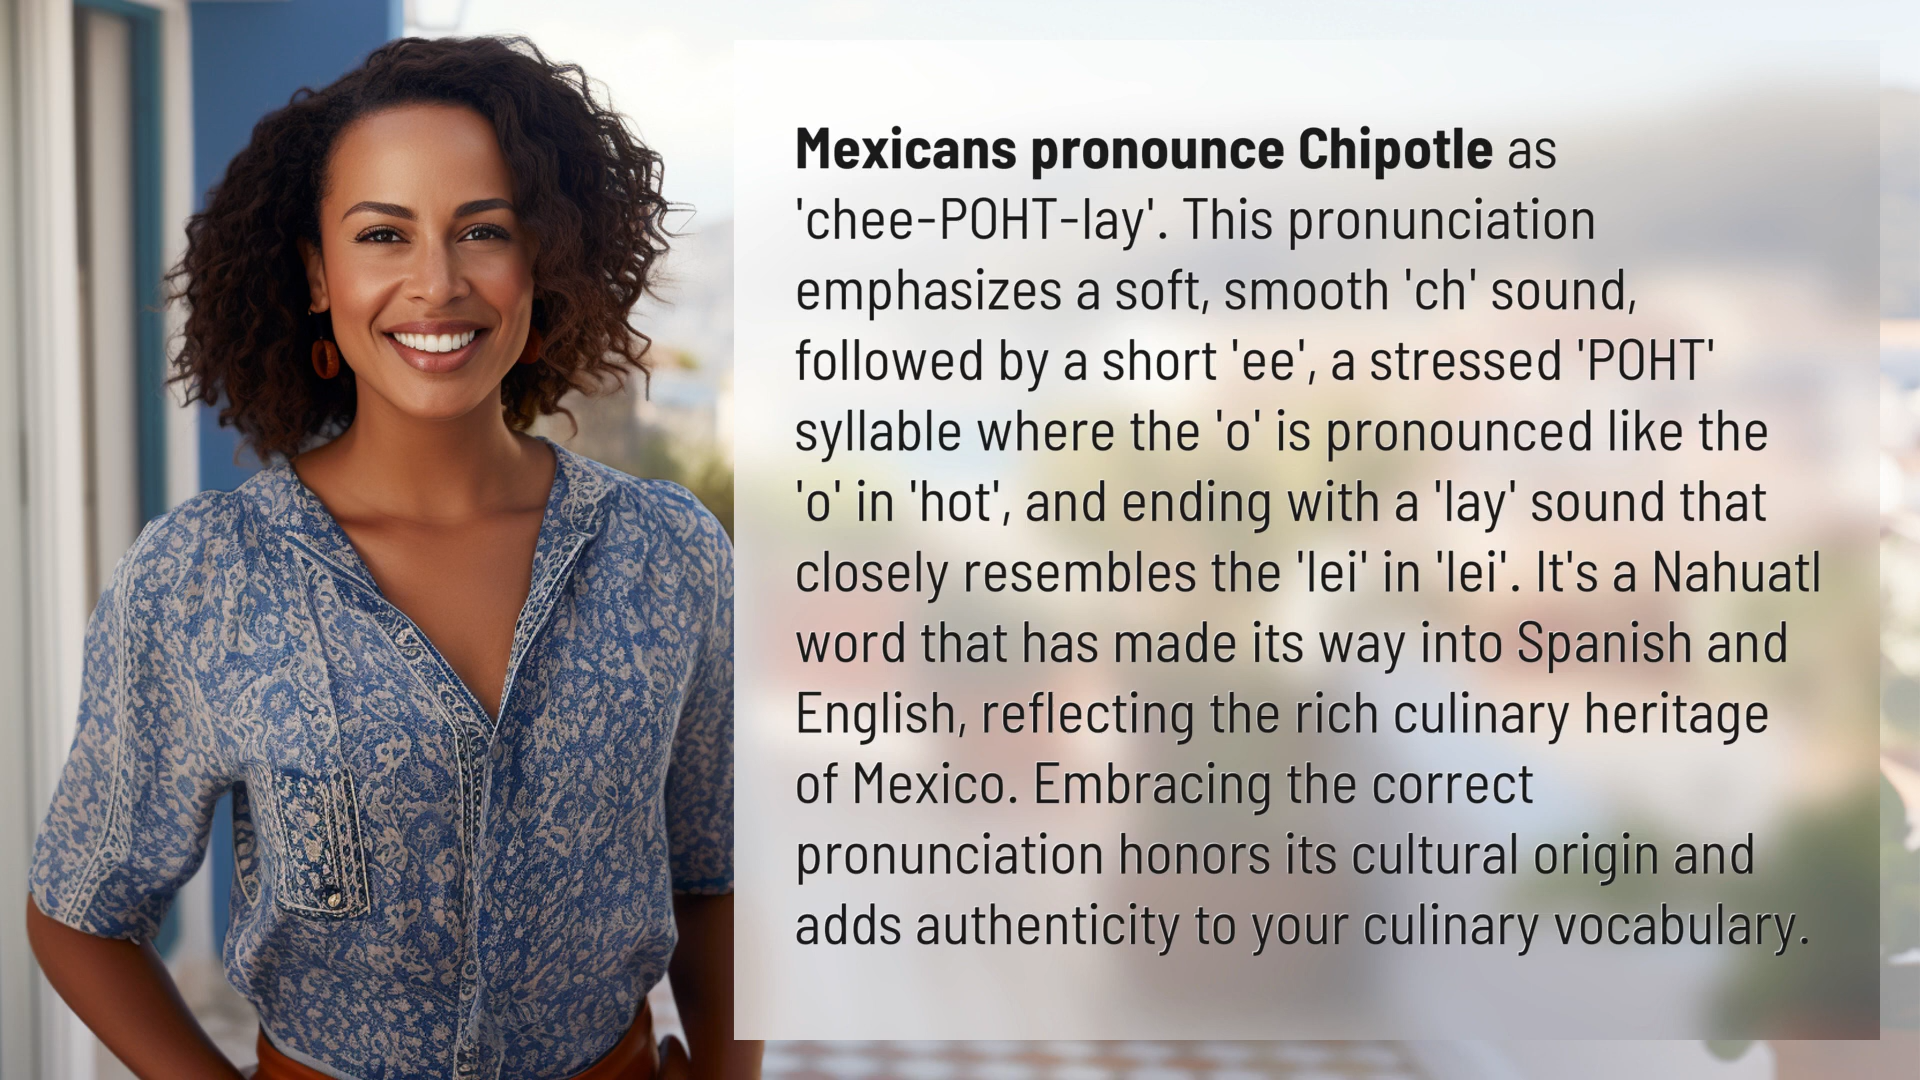 Mexicans pronounce Chipotle as
'chee-POHT-lay'. This pronunciation
emphasizes a soft, smooth 'ch' sound,
followed by a short 'ee', a stressed 'POHT'
syllable where the 'o' is pronounced like the
'o' in 'hot', and ending with a 'lay' sound that
closely resembles the 'lei' in 'lei'. It's a Nahuatl
word that has made its way into Spanish and
English, reflecting the rich culinary heritage
of Mexico. Embracing the correct
pronunciation honors its cultural origin and
adds authenticity to your culinary vocabulary.